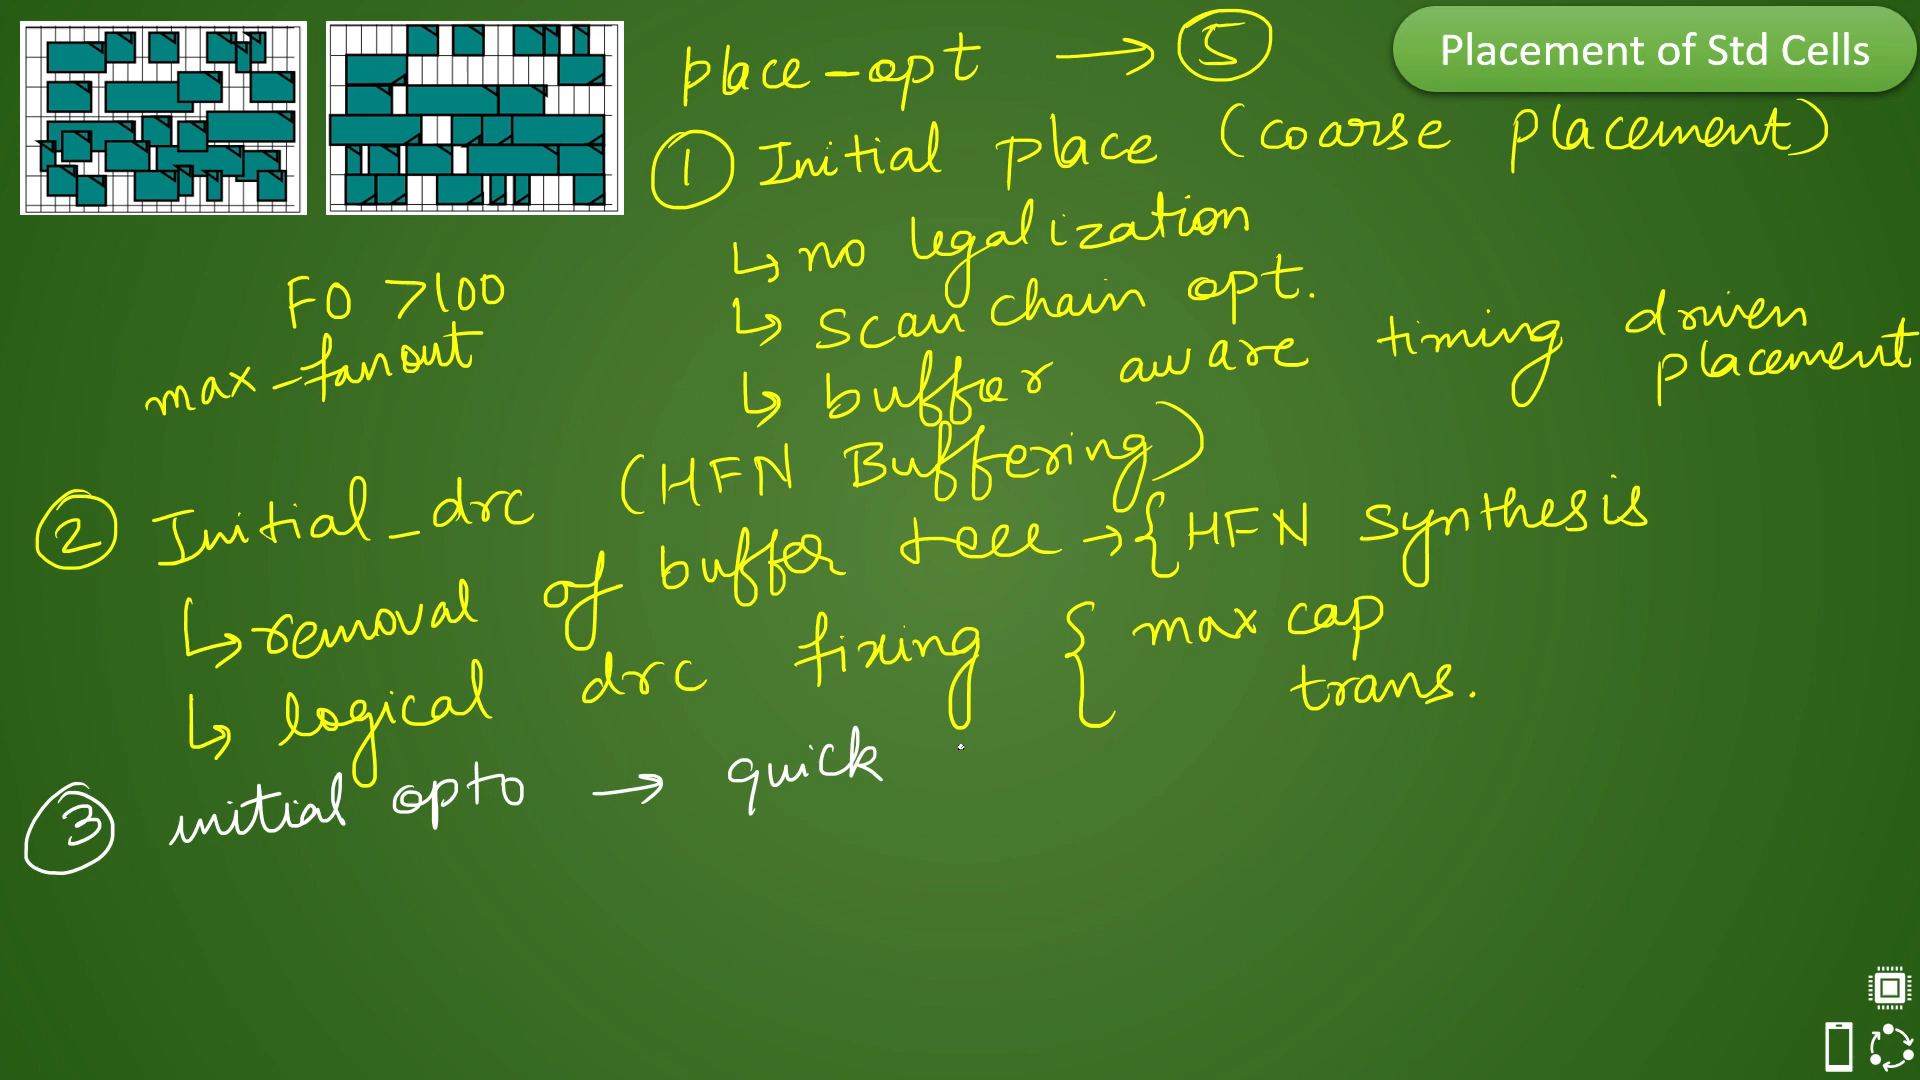 Placement of Std Cells
place-opt → 5
1 Initial place (coarse placement)
↳ no legalization
↳ scan chain opt.
↳ buffer aware timing driven placement
FO >100
max-fanout
2 Initial_drc (HFN Buffering)
↳ removal of buffer tree → { HFN synthesis
↳ logical drc fixing { max cap
trans.
3 initial opto → quick